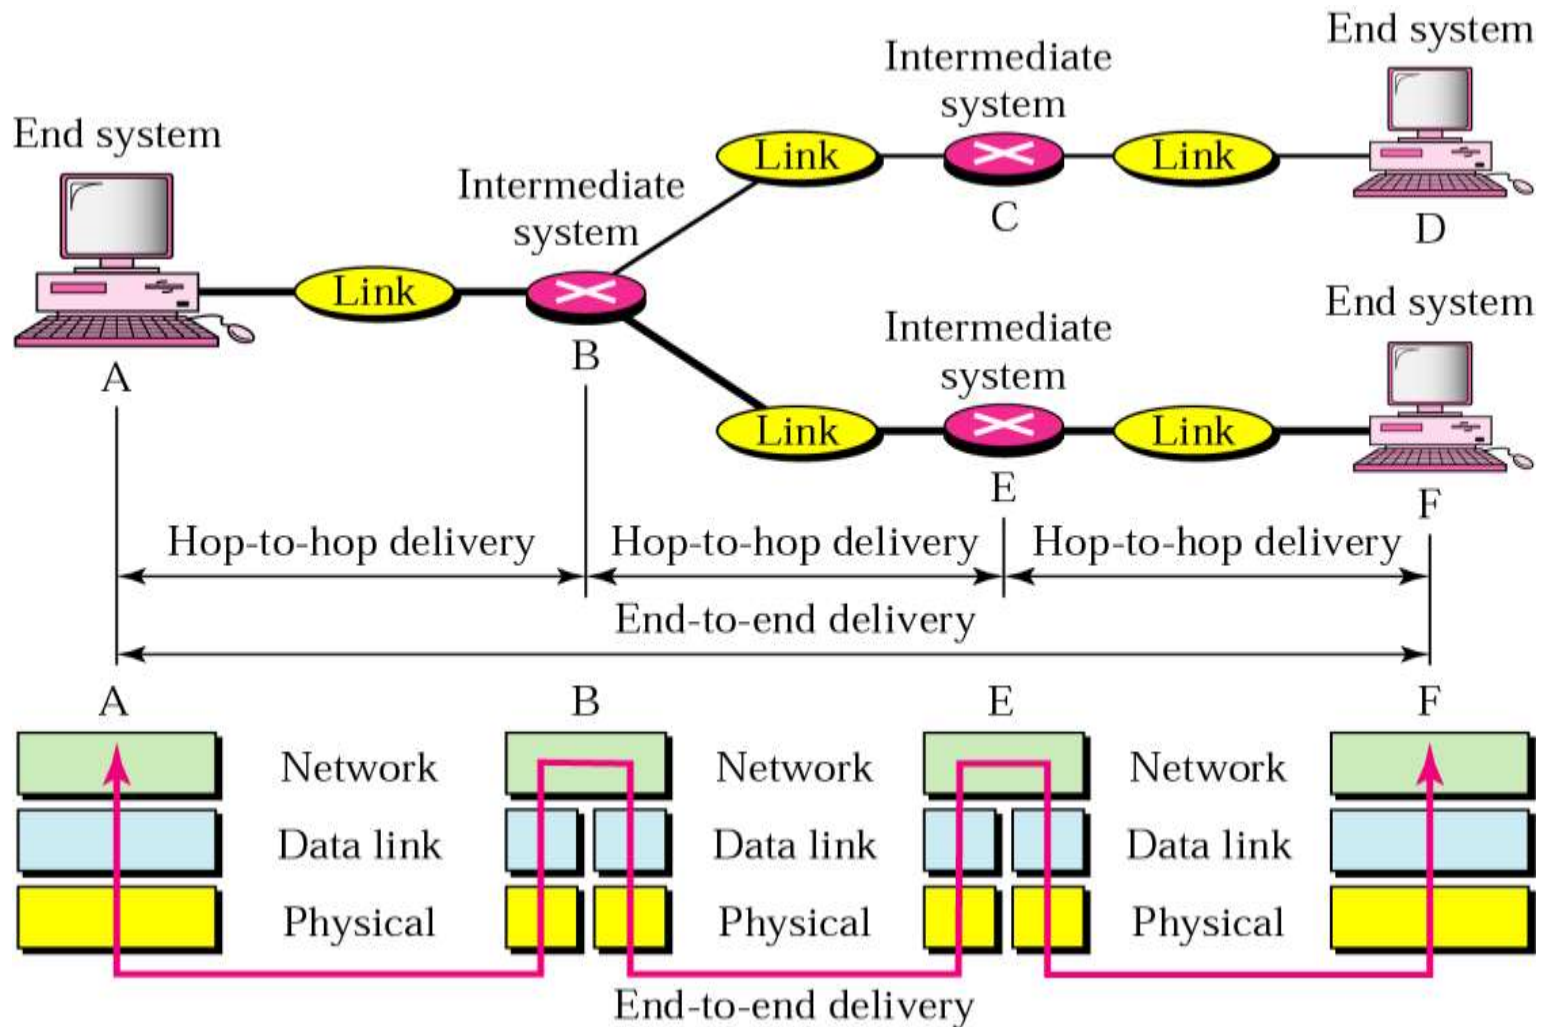 End system
Intermediate
system
End system
Link
Link
C
D
Intermediate
system
Link
B
A
End system
Intermediate
system
Link
Link
E
F
Hop-to-hop delivery
Hop-to-hop delivery
Hop-to-hop delivery
End-to-end delivery
A B E F
Network Network Network
Data link Data link Data link
Physical Physical Physical
End-to-end delivery